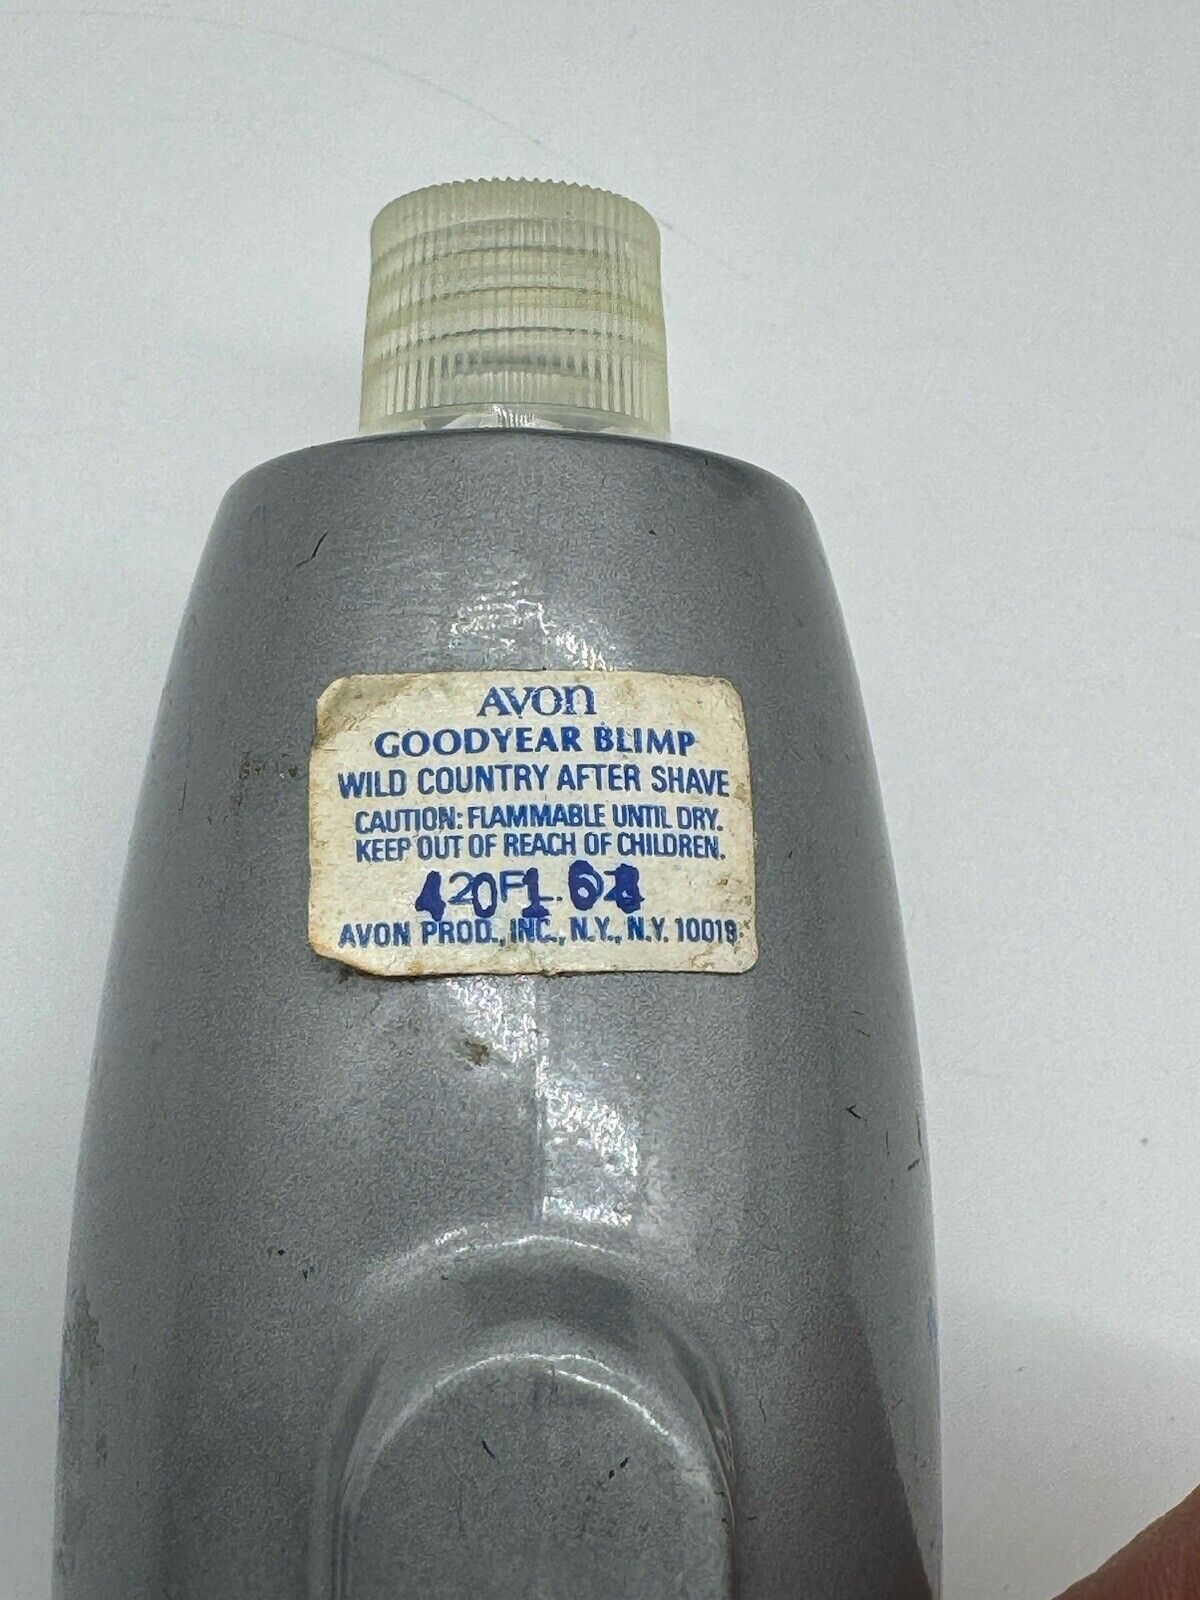 AVON
GOODYEAR BLIMP
WILD COUNTRY AFTER SHAVE
CAUTION: FLAMMABLE UNTIL DRY.
KEEP OUT OF REACH OF CHILDREN.
AVON PROD., INC., N.Y., N.Y. 10019